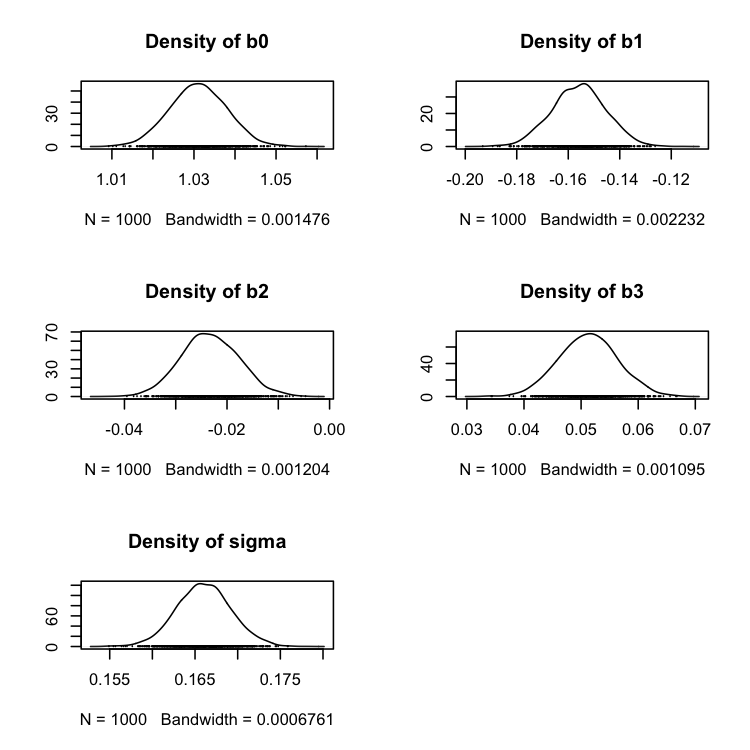 Density of b0
30
0
1.01 1.03 1.05
N = 1000 Bandwidth = 0.001476
Density of b1
20
0
-0.20 -0.18 -0.16 -0.14 -0.12
N = 1000 Bandwidth = 0.002232
Density of b2
70
30
0
-0.04 -0.02 0.00
N = 1000 Bandwidth = 0.001204
Density of b3
40
0
0.03 0.04 0.05 0.06 0.07
N = 1000 Bandwidth = 0.001095
Density of sigma
60
0
0.155 0.165 0.175
N = 1000 Bandwidth = 0.0006761